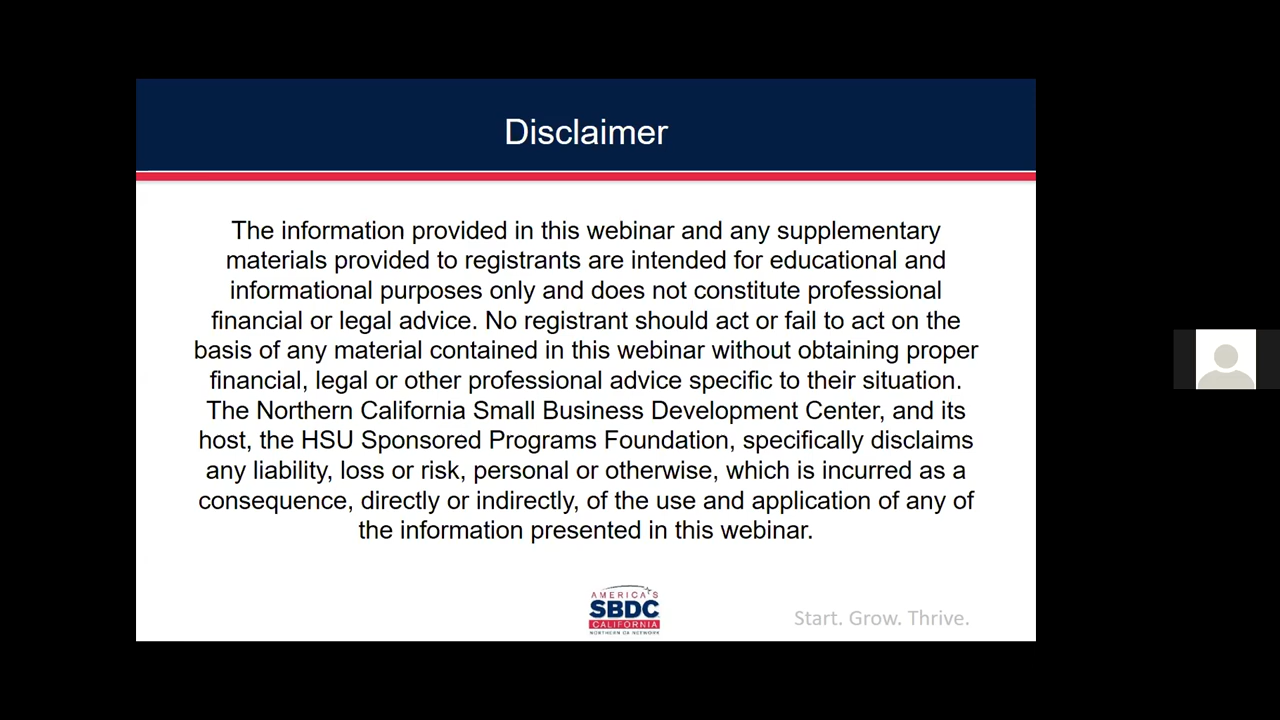 Disclaimer
The information provided in this webinar and any supplementary
materials provided to registrants are intended for educational and
informational purposes only and does not constitute professional
financial or legal advice. No registrant should act or fail to act on the
basis of any material contained in this webinar without obtaining proper
financial, legal or other professional advice specific to their situation.
The Northern California Small Business Development Center, and its
host, the HSU Sponsored Programs Foundation, specifically disclaims
any liability, loss or risk, personal or otherwise, which is incurred as a
consequence, directly or indirectly, of the use and application of any of
the information presented in this webinar.
AMERICA'S
SBDC
CALIFORNIA
NORTHERN CA NETWORK
Start. Grow. Thrive.